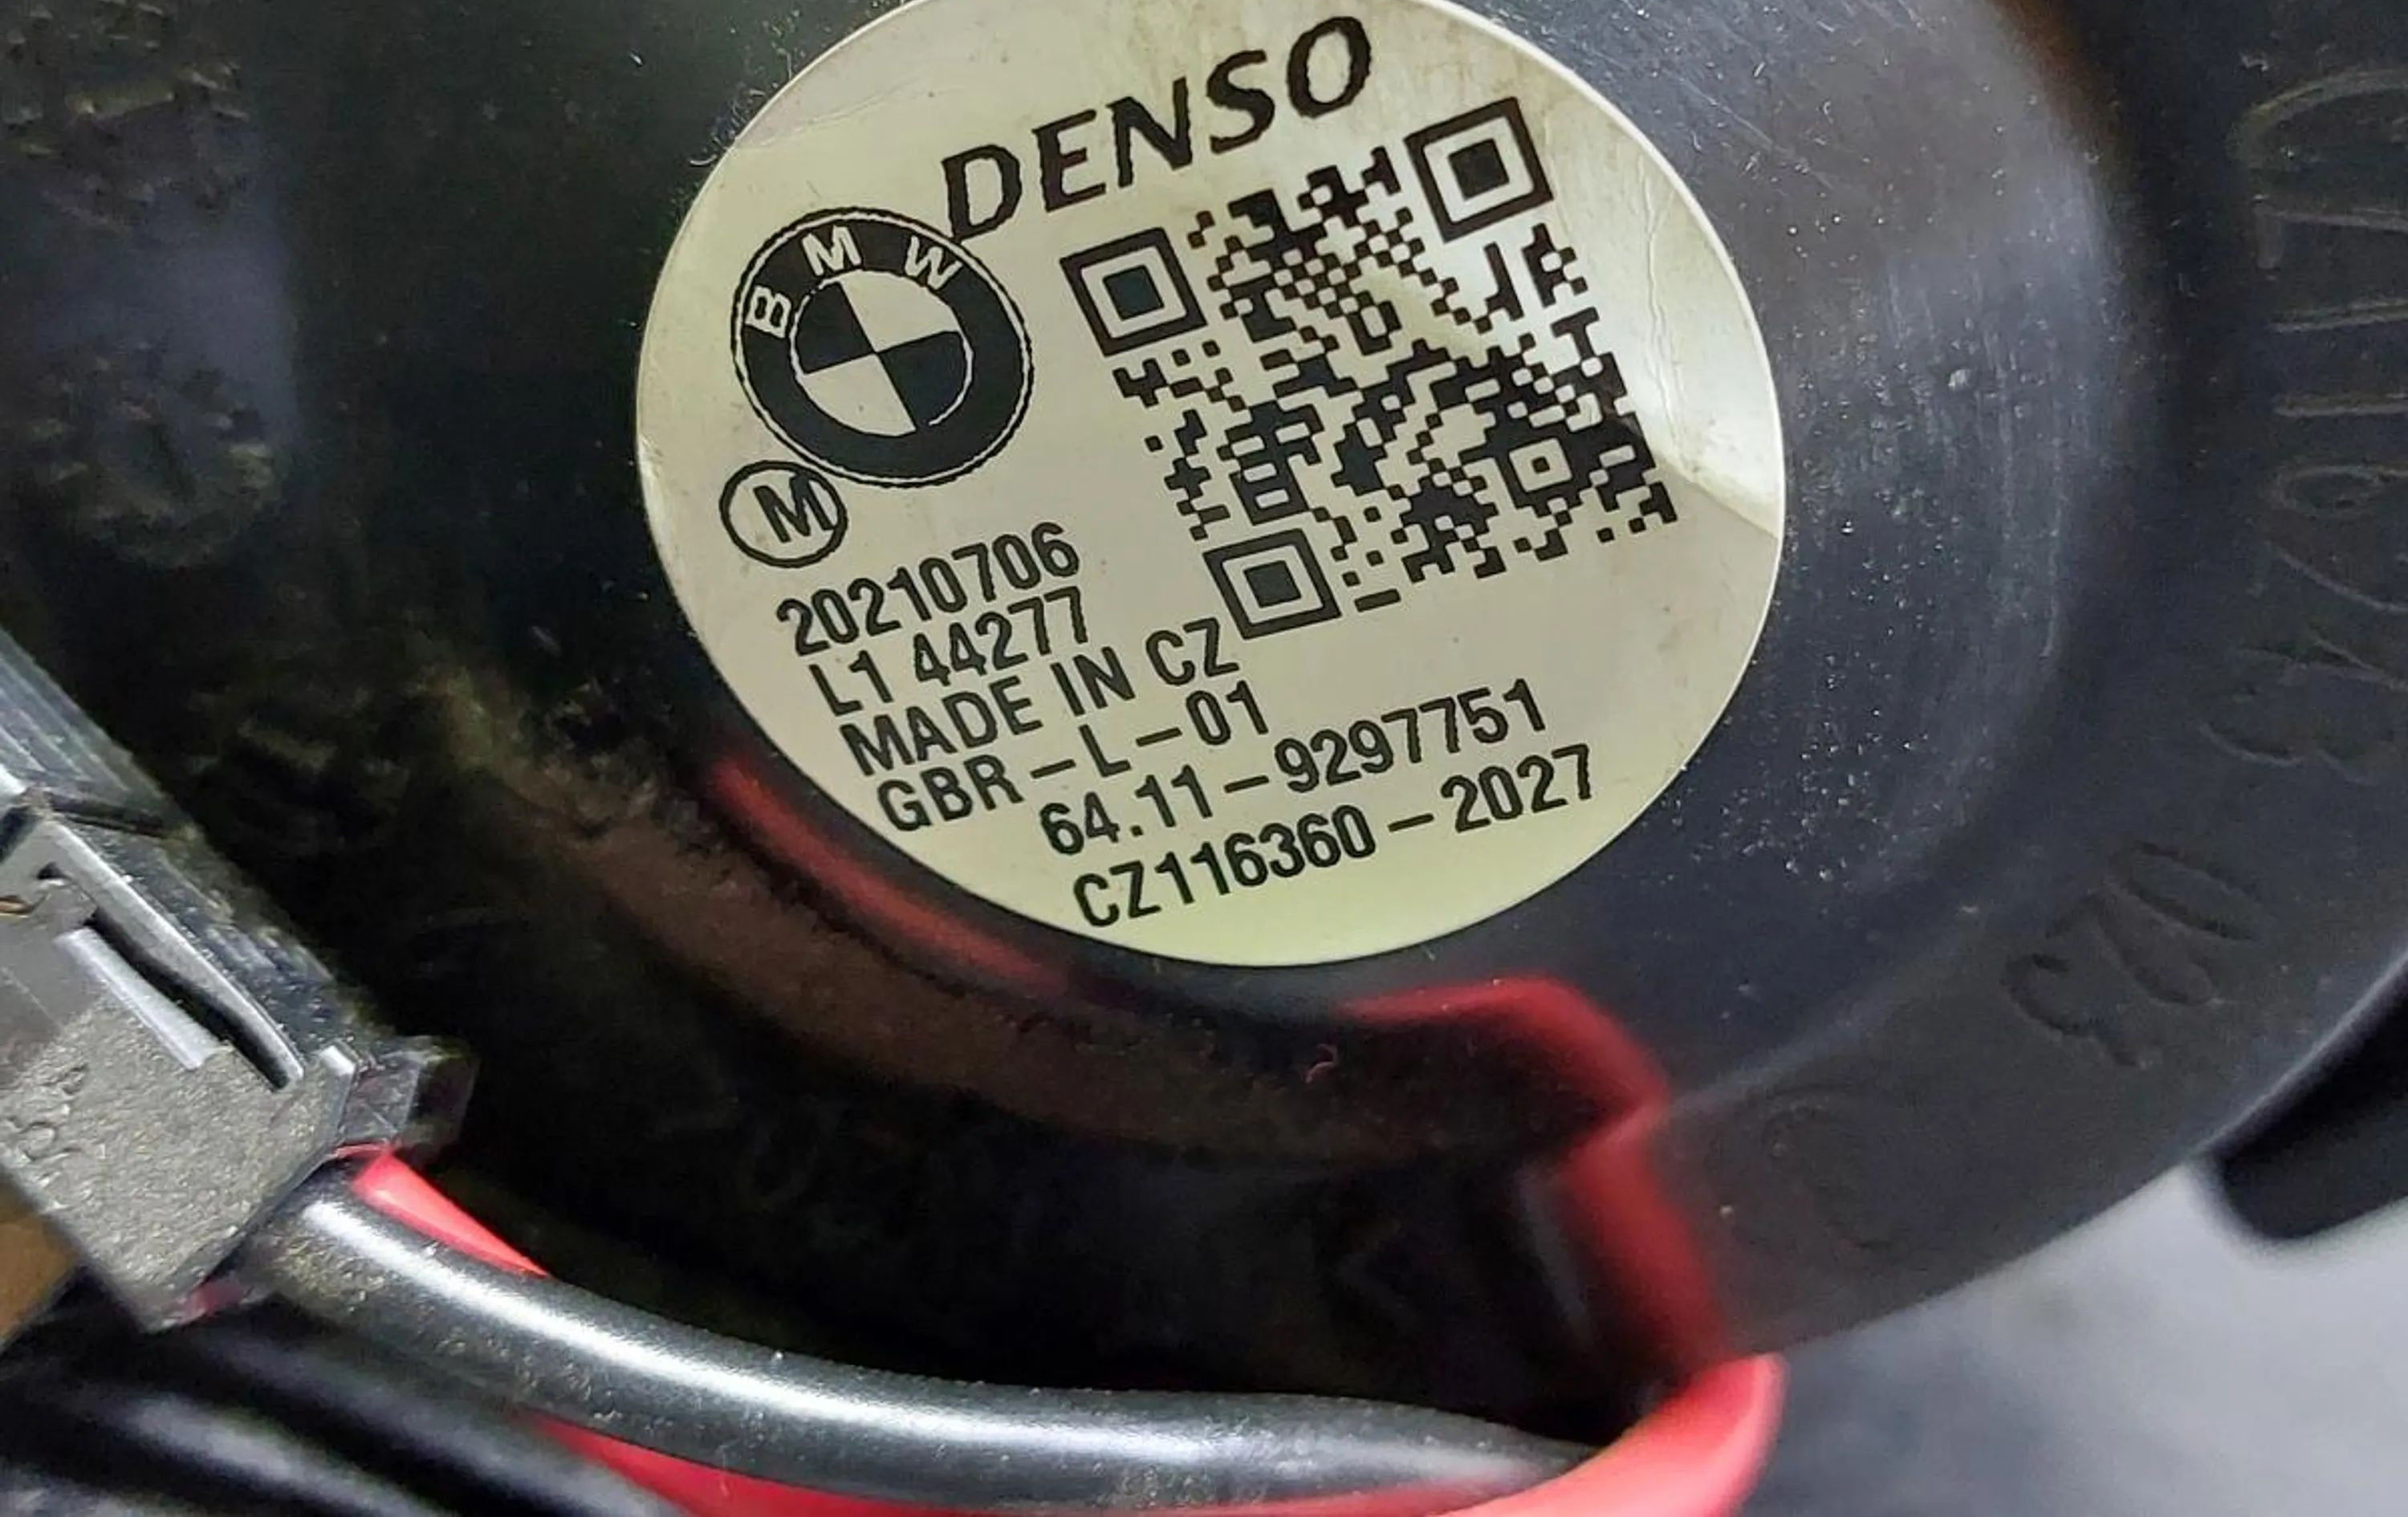 DENSO
BMW
M
20210706
L1 44277
MADE IN CZ
GBR-L-01
64.11-9297751
CZ116360-2027